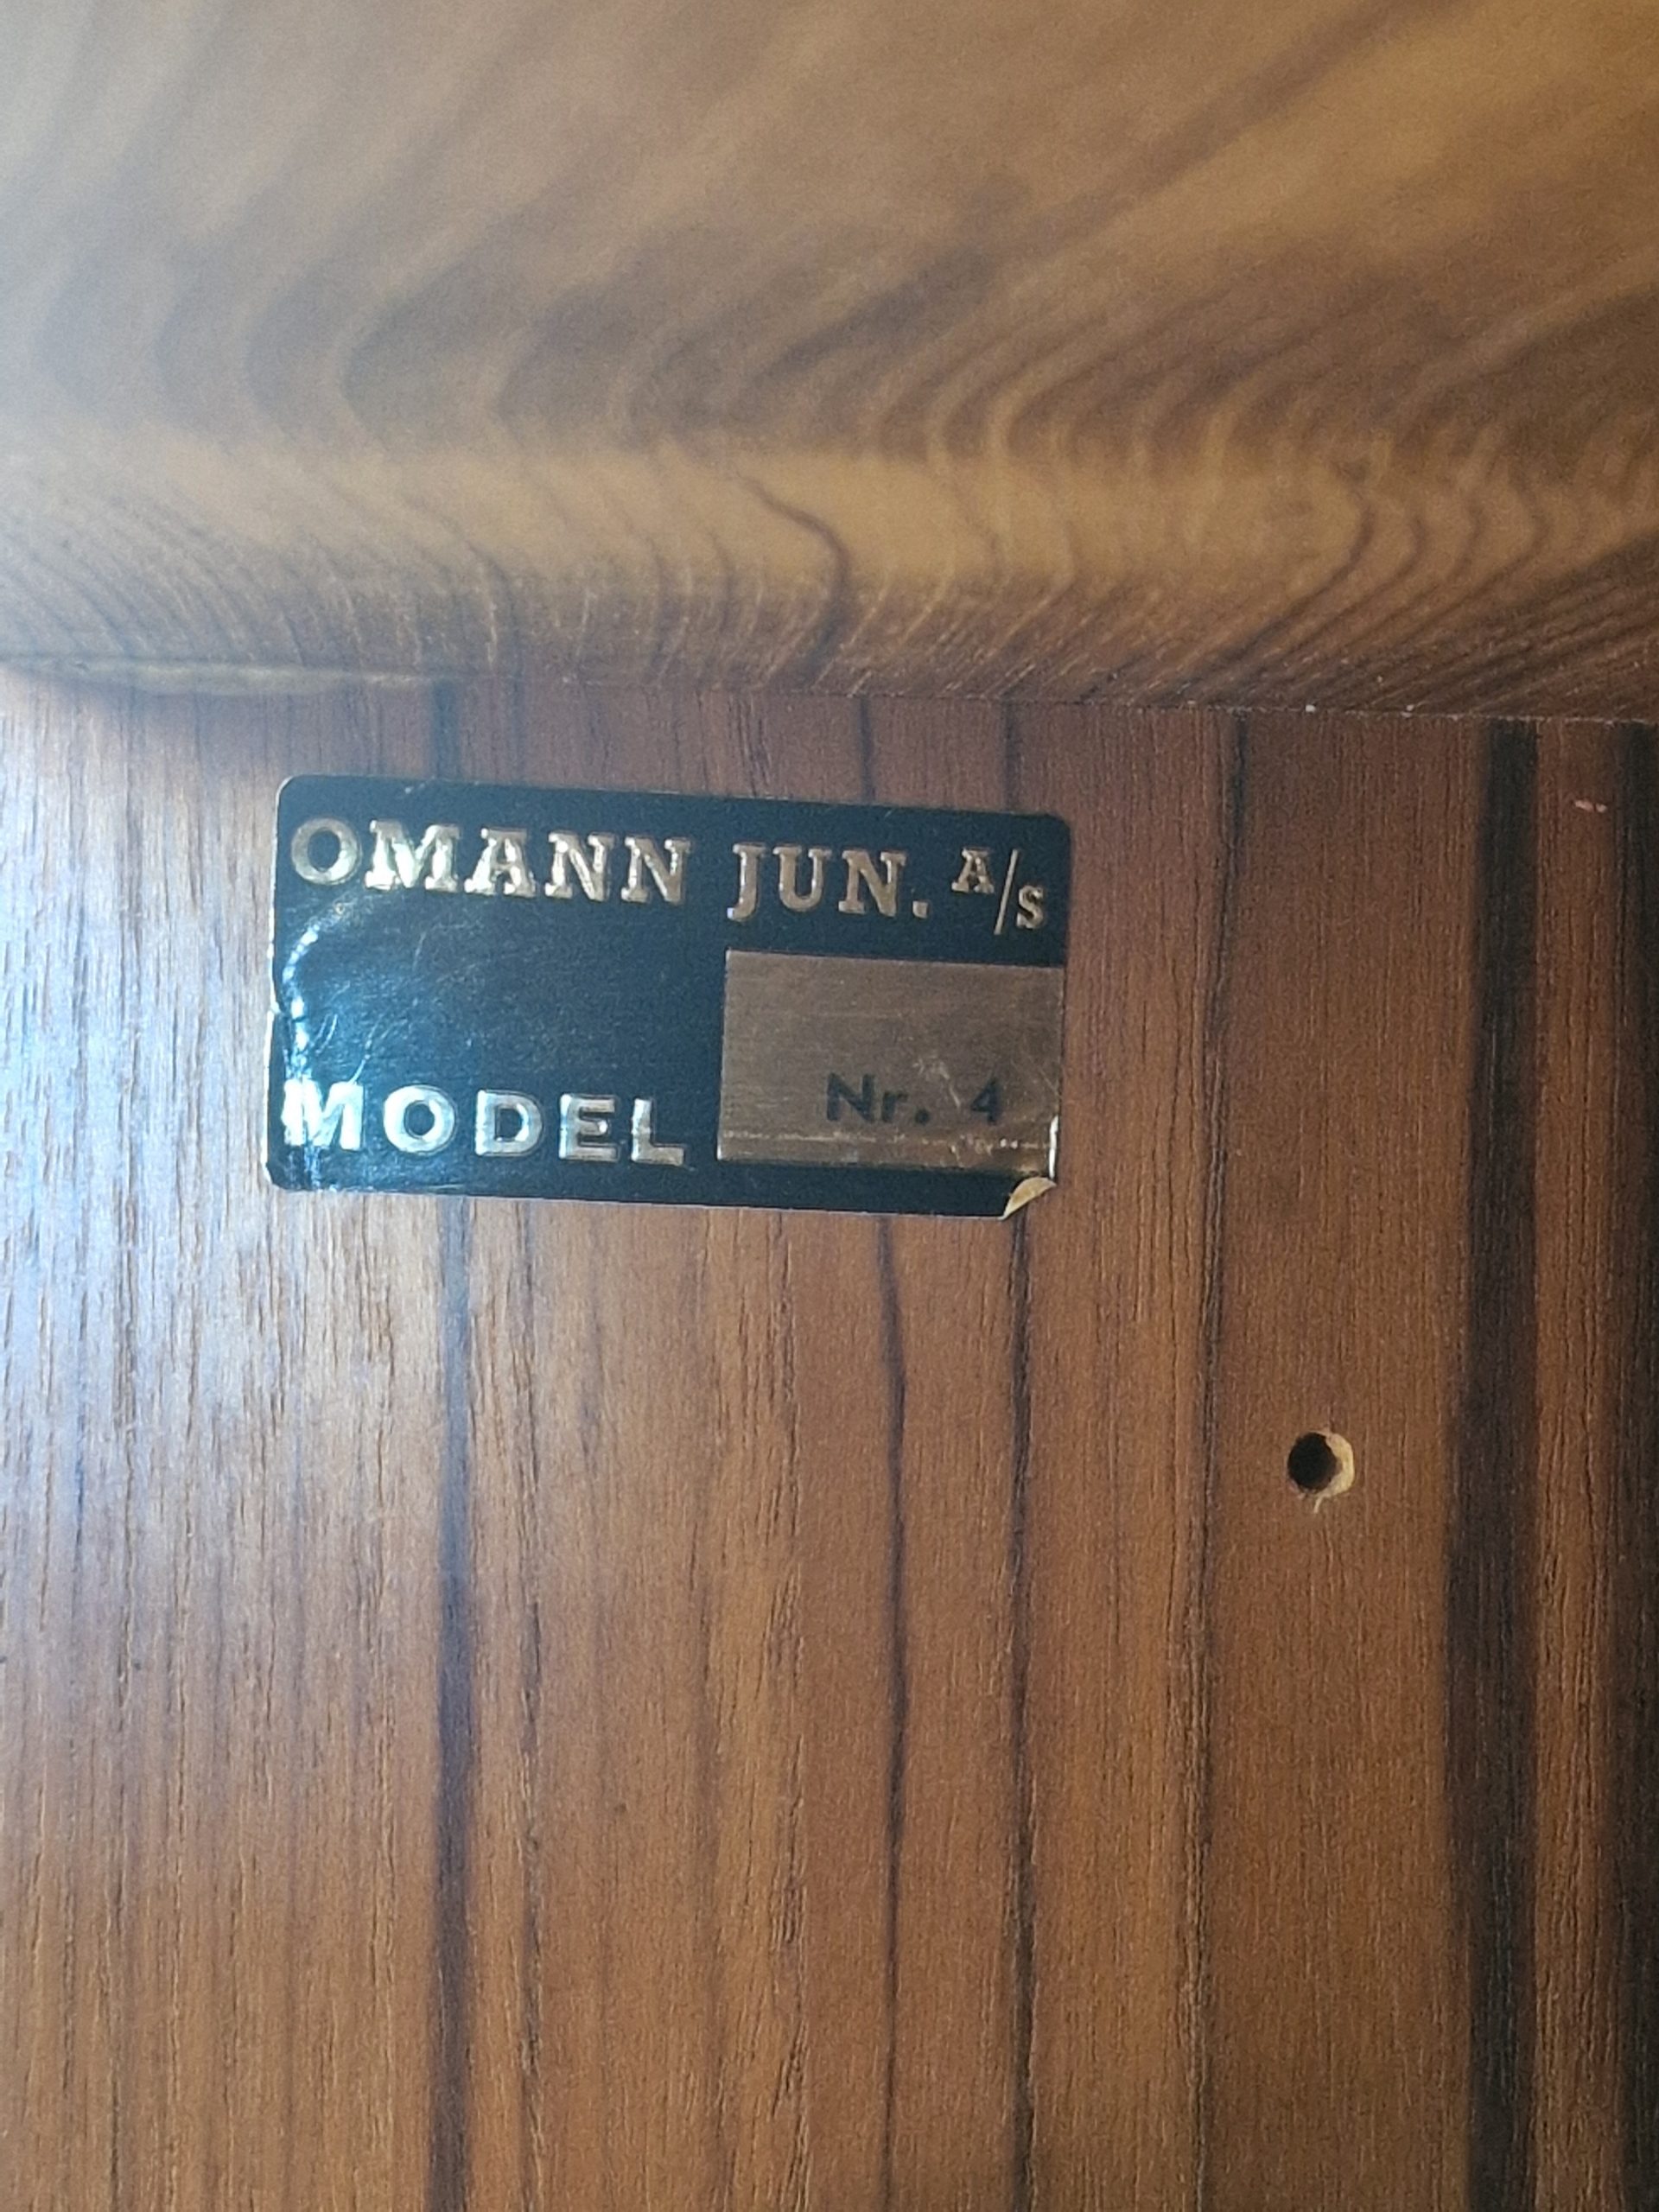 OMANN JUN. A/S
Nr. 4
MODEL